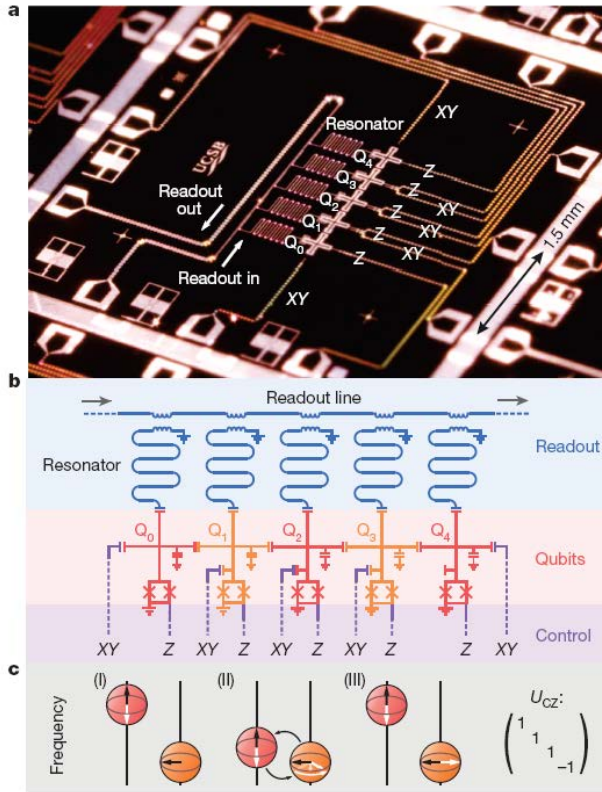 a
UCSB
Resonator
XY
Q4
Z
Q3
XY
Q2
Z
XY
Q1
Z
XY
Q0
Z
XY
Readout out
Readout in
1.5 mm
b
Readout line
Resonator
Readout
Q0 Q1 Q2 Q3 Q4
Qubits
XY Z XY Z XY Z XY Z Z XY
Control
c
(I) (II) (III)
Frequency
UCZ:
1
1
1
−1